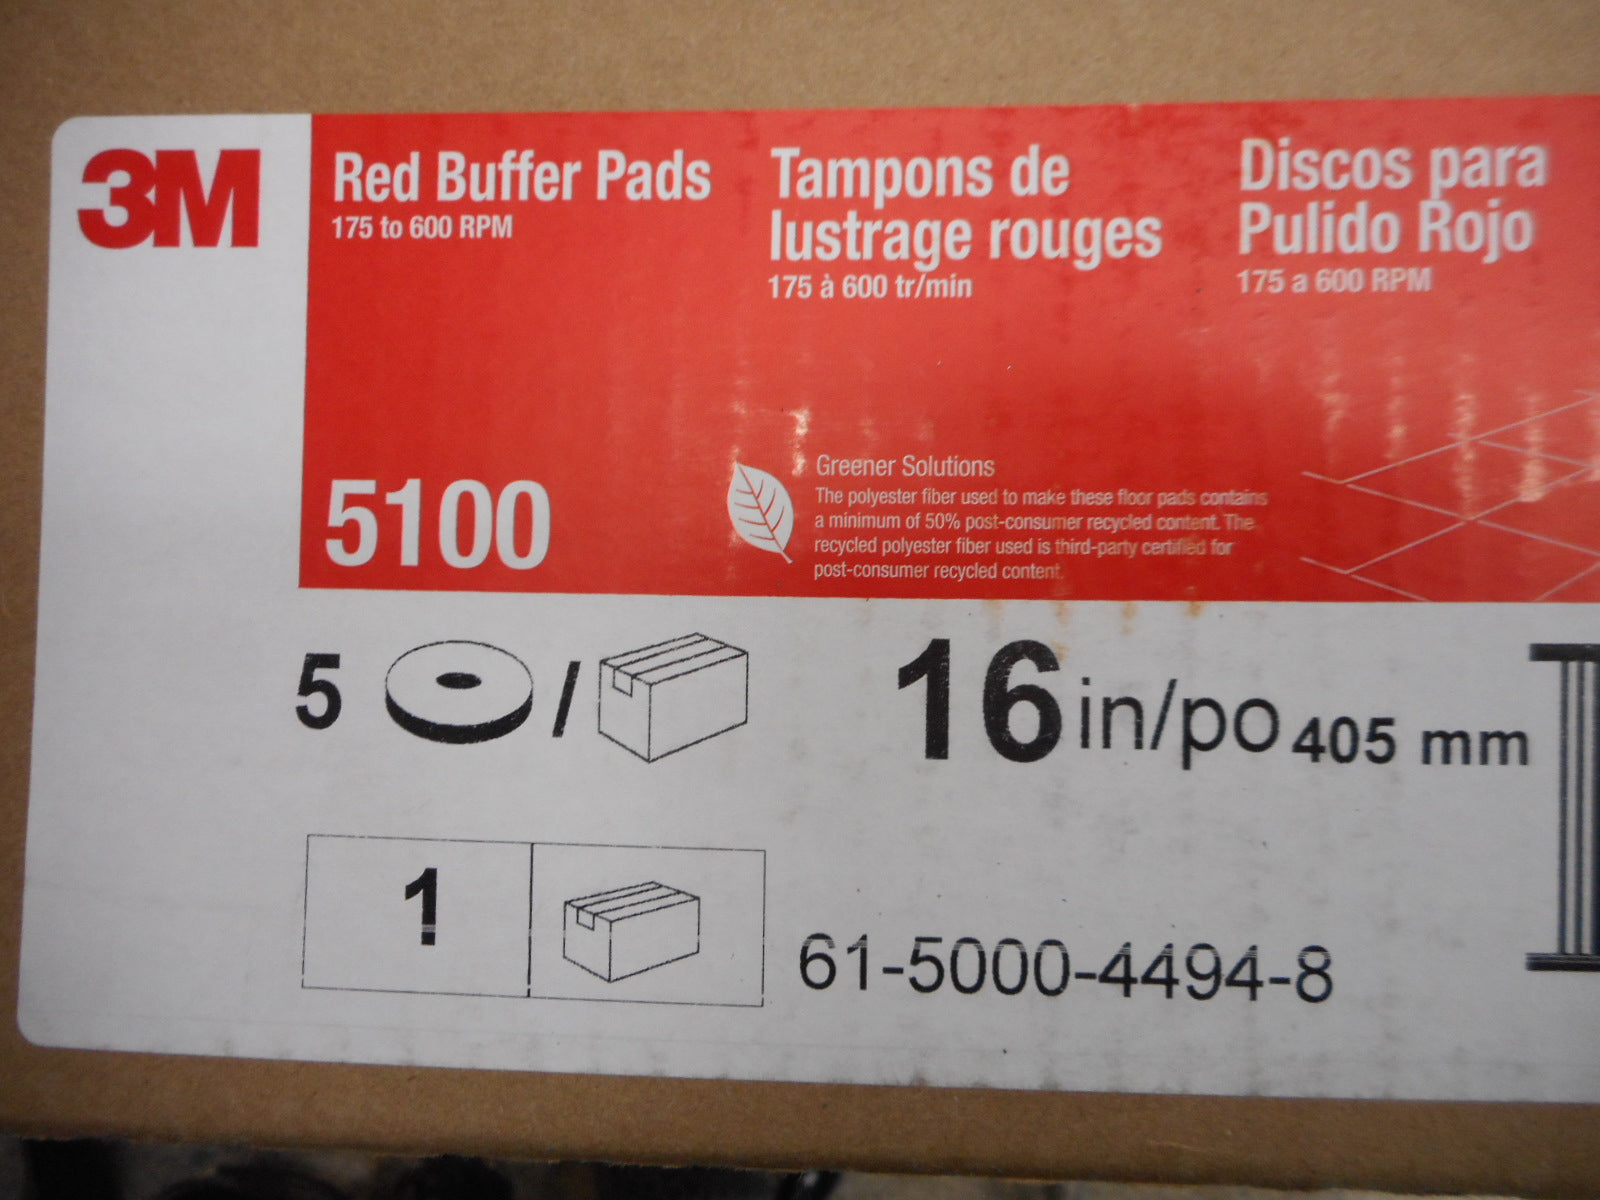 3M
Red Buffer Pads
175 to 600 RPM
Tampons de
lustrage rouges
175 à 600 tr/min
Discos para
Pulido Rojo
175 a 600 RPM
5100
Greener Solutions
The polyester fiber used to make these floor pads contains
a minimum of 50% post-consumer recycled content. The
recycled polyester fiber used is third-party certified for
post-consumer recycled content.
5 /
16 in/po 405 mm
1
61-5000-4494-8